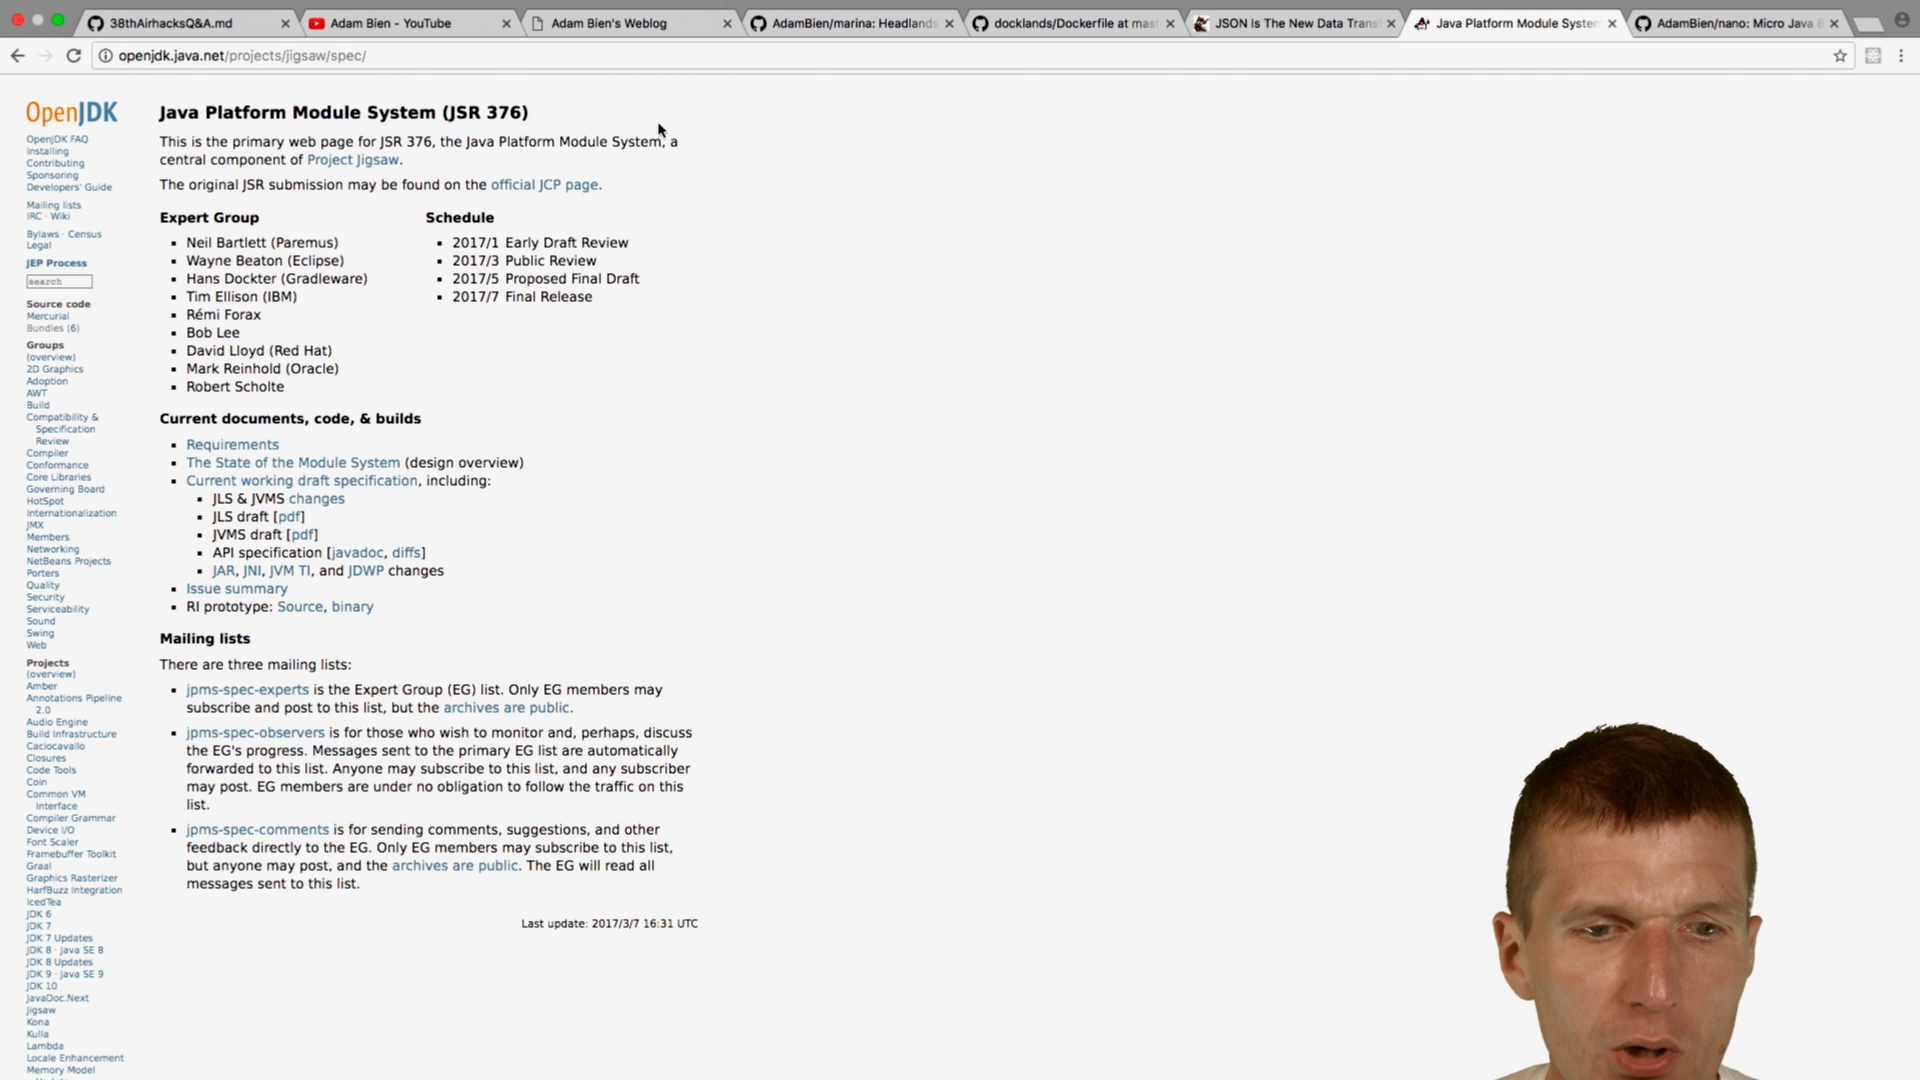 38thAirhacksQ&A.md
Adam Bien - YouTube
Adam Bien's Weblog
AdamBien/marina: Headlands
docklands/Dockerfile at mast
JSON Is The New Data Transf
Java Platform Module System
AdamBien/nano: Micro Java 8
openjdk.java.net/projects/jigsaw/spec/
OpenJDK
OpenJDK FAQ
Installing
Contributing
Sponsoring
Developers' Guide
Mailing lists
IRC · Wiki
Bylaws · Census
Legal
JEP Process
search
Source code
Mercurial
Bundles (6)
Groups
(overview)
2D Graphics
Adoption
AWT
Build
Compatibility &
Specification
Review
Compiler
Conformance
Core Libraries
Governing Board
HotSpot
Internationalization
JMX
Members
Networking
NetBeans Projects
Porters
Quality
Security
Serviceability
Sound
Swing
Web
Projects
(overview)
Amber
Annotations Pipeline
2.0
Audio Engine
Build Infrastructure
Caciocavallo
Closures
Code Tools
Coin
Common VM
Interface
Compiler Grammar
Device I/O
Font Scaler
Framebuffer Toolkit
Graal
Graphics Rasterizer
HarfBuzz Integration
IcedTea
JDK 6
JDK 7
JDK 7 Updates
JDK 8 · Java SE 8
JDK 8 Updates
JDK 9 · Java SE 9
JDK 10
JavaDoc.Next
Jigsaw
Kona
Kulla
Lambda
Locale Enhancement
Memory Model
Java Platform Module System (JSR 376)
This is the primary web page for JSR 376, the Java Platform Module System, a
central component of Project Jigsaw.
The original JSR submission may be found on the official JCP page.
Expert Group
Neil Bartlett (Paremus)
Wayne Beaton (Eclipse)
Hans Dockter (Gradleware)
Tim Ellison (IBM)
Rémi Forax
Bob Lee
David Lloyd (Red Hat)
Mark Reinhold (Oracle)
Robert Scholte
Schedule
2017/1 Early Draft Review
2017/3 Public Review
2017/5 Proposed Final Draft
2017/7 Final Release
Current documents, code, & builds
Requirements
The State of the Module System (design overview)
Current working draft specification, including:
JLS & JVMS changes
JLS draft [pdf]
JVMS draft [pdf]
API specification [javadoc, diffs]
JAR, JNI, JVM TI, and JDWP changes
Issue summary
RI prototype: Source, binary
Mailing lists
There are three mailing lists:
jpms-spec-experts is the Expert Group (EG) list. Only EG members may
subscribe and post to this list, but the archives are public.
jpms-spec-observers is for those who wish to monitor and, perhaps, discuss
the EG's progress. Messages sent to the primary EG list are automatically
forwarded to this list. Anyone may subscribe to this list, and any subscriber
may post. EG members are under no obligation to follow the traffic on this
list.
jpms-spec-comments is for sending comments, suggestions, and other
feedback directly to the EG. Only EG members may subscribe to this list,
but anyone may post, and the archives are public. The EG will read all
messages sent to this list.
Last update: 2017/3/7 16:31 UTC